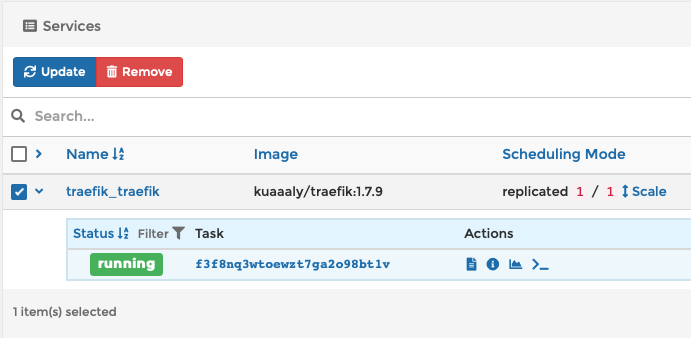 Services
Update Remove
Search...
Name Image Scheduling Mode
traefik_traefik kuaaaly/traefik:1.7.9 replicated 1 / 1 Scale
Status Filter Task Actions
running f3f8nq3wtoewzt7ga2o98bt1v
1 item(s) selected